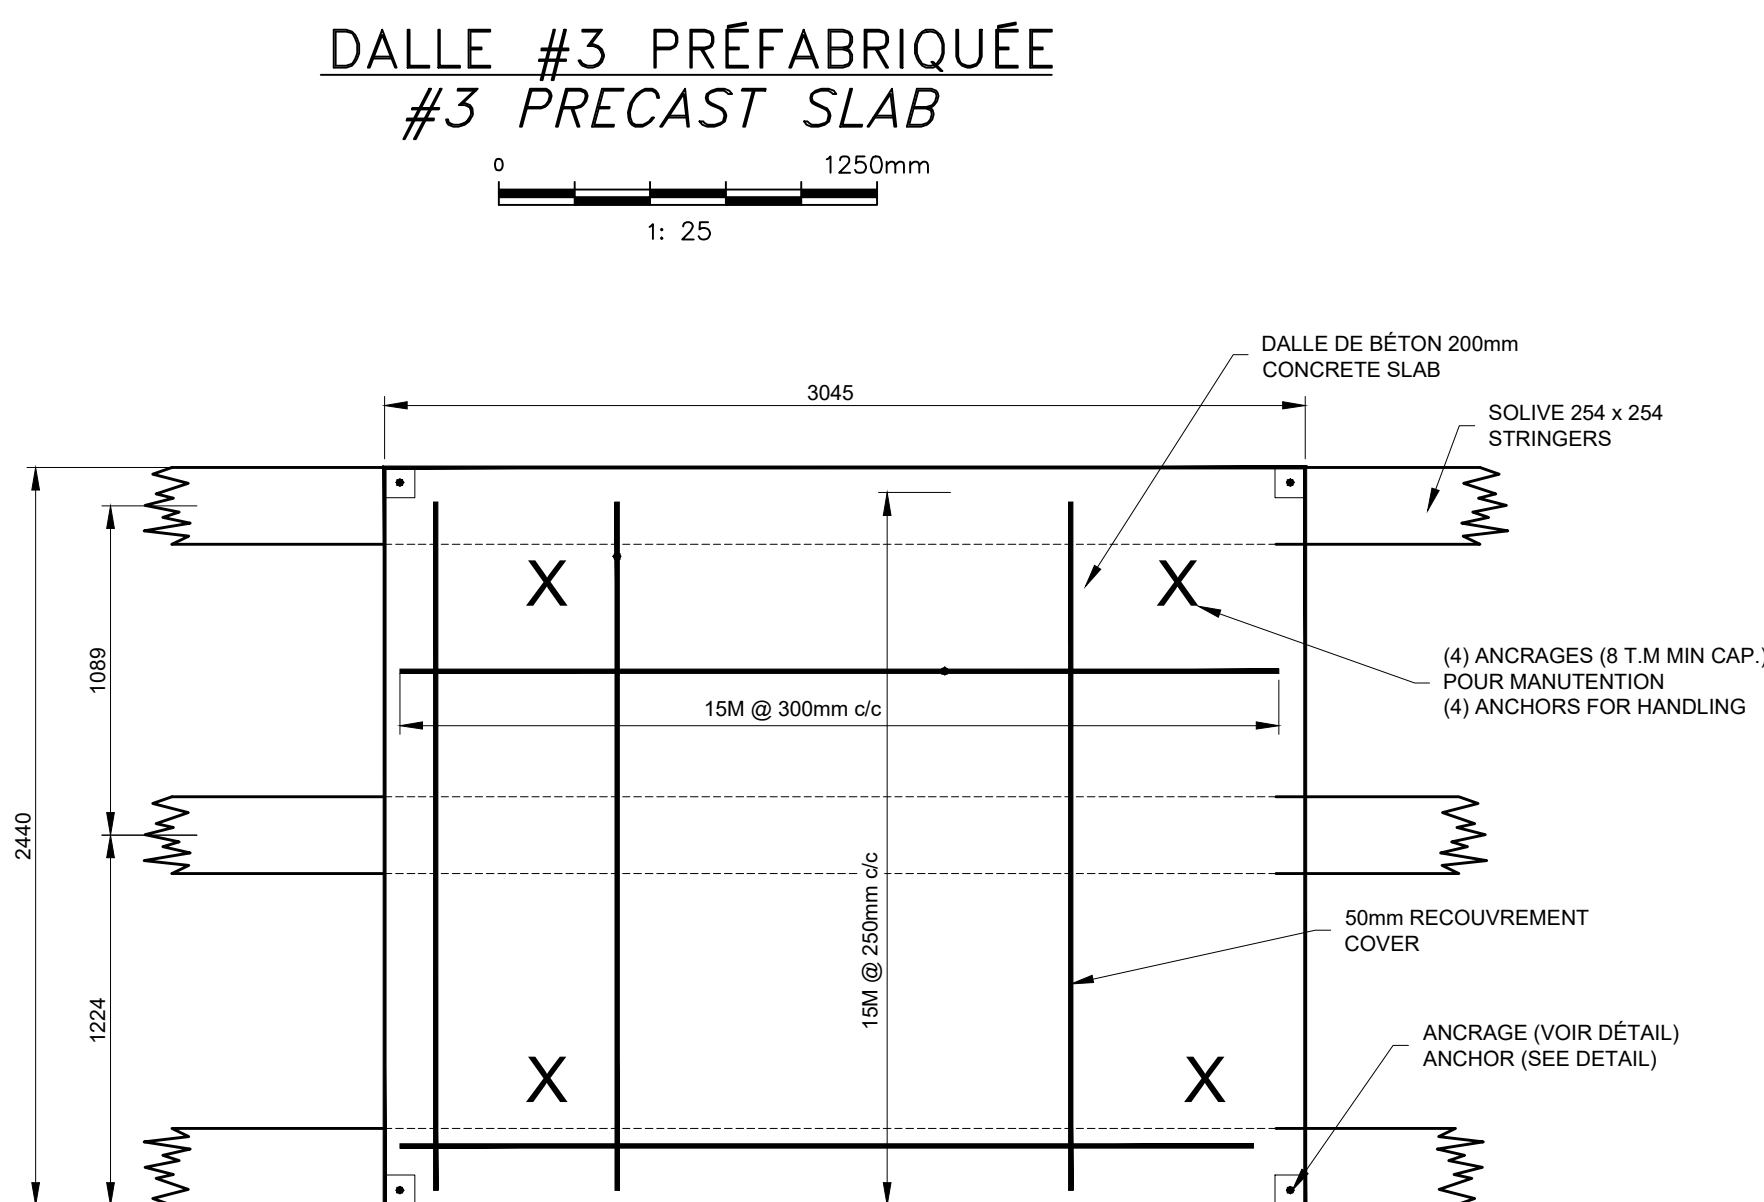 DALLE #3 PRÉFABRIQUÉE
#3 PRECAST SLAB
0 1250mm
1: 25
DALLE DE BÉTON 200mm
CONCRETE SLAB
3045
SOLIVE 254 x 254
STRINGERS
1089
(4) ANCRAGES (8 T.M MIN CAP.)
POUR MANUTENTION
(4) ANCHORS FOR HANDLING
X X
15M @ 300mm c/c
2440
15M @ 250mm c/c
50mm RECOUVREMENT
COVER
1224
X X
ANCRAGE (VOIR DÉTAIL)
ANCHOR (SEE DETAIL)